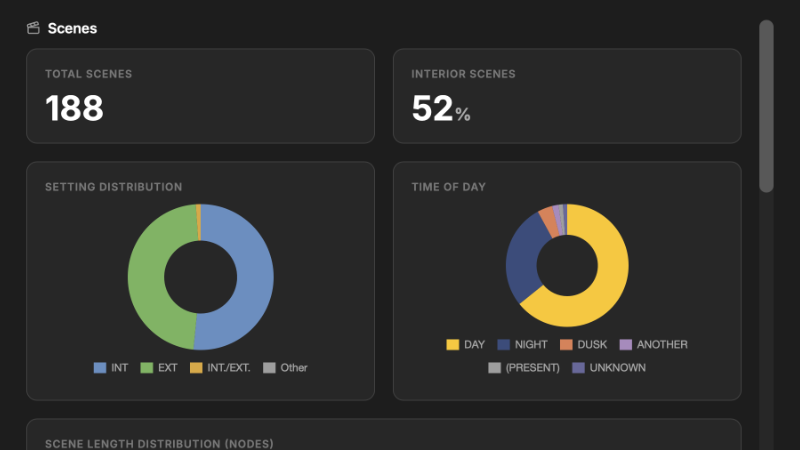 Scenes
TOTAL SCENES
188
INTERIOR SCENES
52%
SETTING DISTRIBUTION
INT EXT INT./EXT. Other
TIME OF DAY
DAY NIGHT DUSK ANOTHER
(PRESENT) UNKNOWN
SCENE LENGTH DISTRIBUTION (NODES)